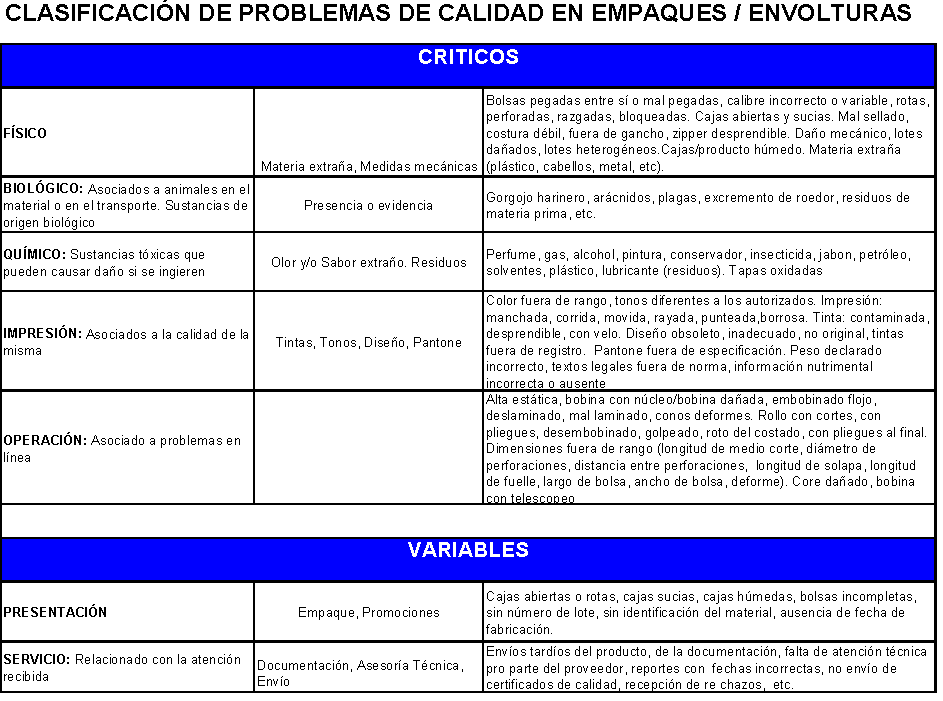 CLASIFICACIÓN DE PROBLEMAS DE CALIDAD EN EMPAQUES / ENVOLTURAS
CRITICOS
FÍSICO
Materia extraña, Medidas mecánicas
Bolsas pegadas entre sí o mal pegadas, calibre incorrecto o variable, rotas,
perforadas, razgadas, bloqueadas. Cajas abiertas y sucias. Mal sellado,
costura débil, fuera de gancho, zipper desprendible. Daño mecánico, lotes
dañados, lotes heterogéneos.Cajas/producto húmedo. Materia extraña
(plástico, cabellos, metal, etc).
BIOLÓGICO: Asociados a animales en el
material o en el transporte. Sustancias de
origen biológico
Presencia o evidencia
Gorgojo harinero, arácnidos, plagas, excremento de roedor, residuos de
materia prima, etc.
QUÍMICO: Sustancias tóxicas que
pueden causar daño si se ingieren
Olor y/o Sabor extraño. Residuos
Perfume, gas, alcohol, pintura, conservador, insecticida, jabon, petróleo,
solventes, plástico, lubricante (residuos). Tapas oxidadas
IMPRESIÓN: Asociados a la calidad de la
misma
Tintas, Tonos, Diseño, Pantone
Color fuera de rango, tonos diferentes a los autorizados. Impresión:
manchada, corrida, movida, rayada, punteada,borrosa. Tinta: contaminada,
desprendible, con velo. Diseño obsoleto, inadecuado, no original, tintas
fuera de registro.  Pantone fuera de especificación. Peso declarado
incorrecto, textos legales fuera de norma, información nutrimental
incorrecta o ausente
OPERACIÓN: Asociado a problemas en
línea
Alta estática, bobina con núcleo/bobina dañada, embobinado flojo,
deslaminado, mal laminado, conos deformes. Rollo con cortes, con
pliegues, desembobinado, golpeado, roto del costado, con pliegues al final.
Dimensiones fuera de rango (longitud de medio corte, diámetro de
perforaciones, distancia entre perforaciones,  longitud de solapa, longitud
de fuelle, largo de bolsa, ancho de bolsa, deforme). Core dañado, bobina
con telescopeo
VARIABLES
PRESENTACIÓN
Empaque, Promociones
Cajas abiertas o rotas, cajas sucias, cajas húmedas, bolsas incompletas,
sin número de lote, sin identificación del material, ausencia de fecha de
fabricación.
SERVICIO: Relacionado con la atención
recibida
Documentación, Asesoría Técnica,
Envío
Envíos tardíos del producto, de la documentación, falta de atención técnica
pro parte del proveedor, reportes con  fechas incorrectas, no envío de
certificados de calidad, recepción de re chazos,  etc.